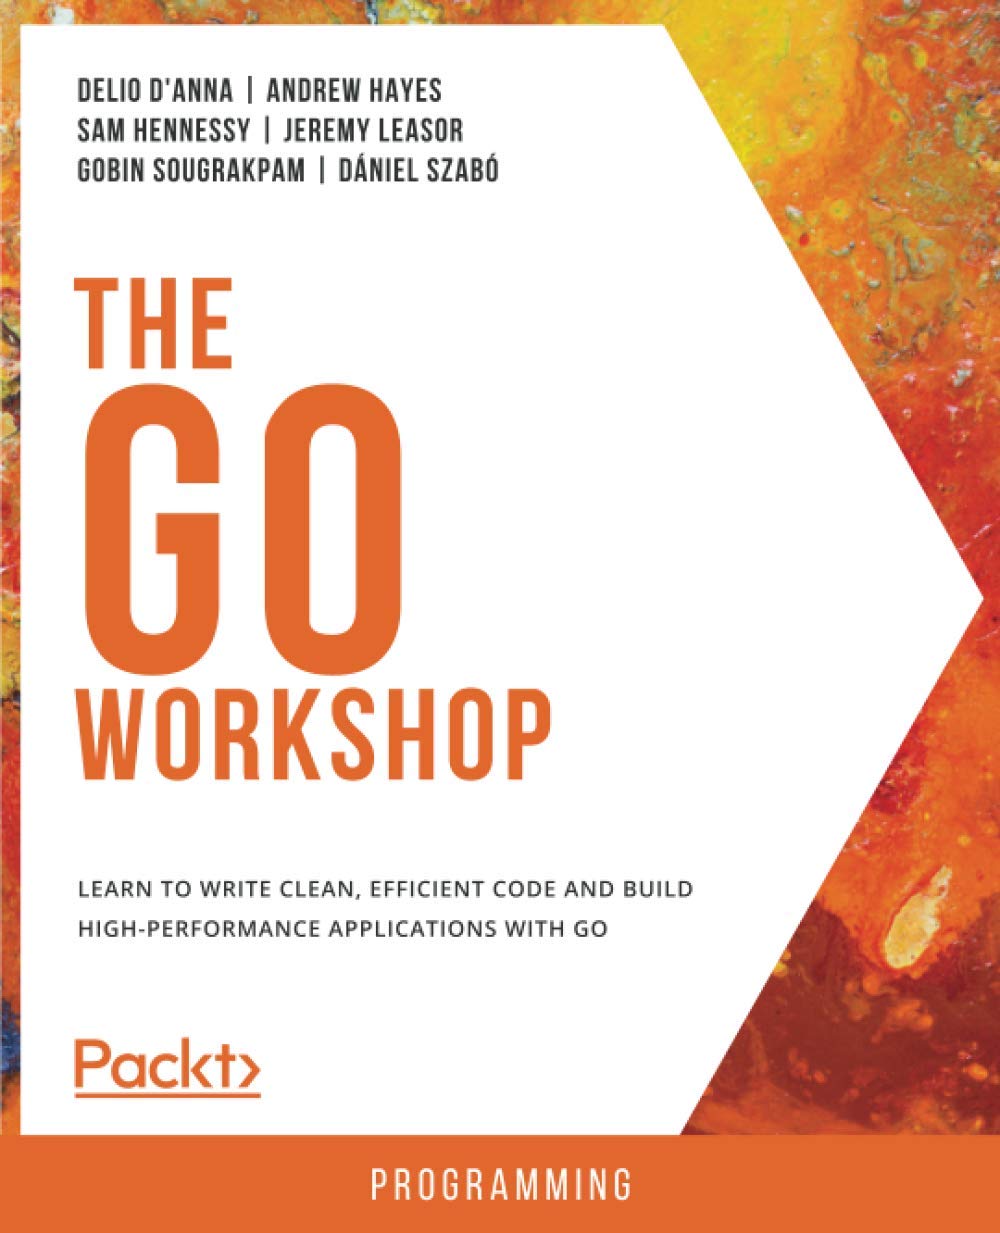 DELIO D'ANNA | ANDREW HAYES
SAM HENNESSY | JEREMY LEASOR
GOBIN SOUGRAKPAM | DÁNIEL SZABÓ
THE
GO
WORKSHOP
LEARN TO WRITE CLEAN, EFFICIENT CODE AND BUILD
HIGH-PERFORMANCE APPLICATIONS WITH GO
Packt
PROGRAMMING